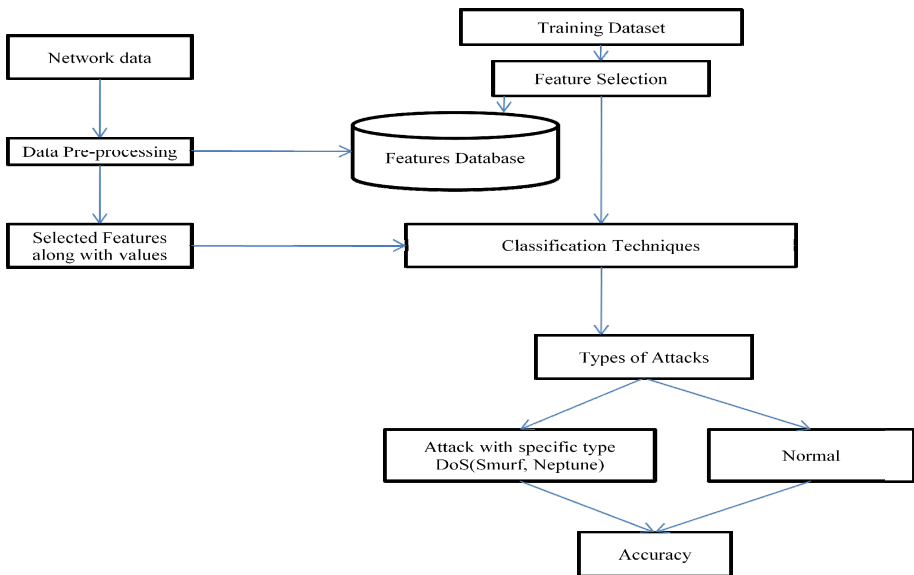 Training Dataset
Network data
Feature Selection
Data Pre-processing
Features Database
Selected Features
along with values
Classification Techniques
Types of Attacks
Attack with specific type
DoS(Smurf, Neptune)
Normal
Accuracy